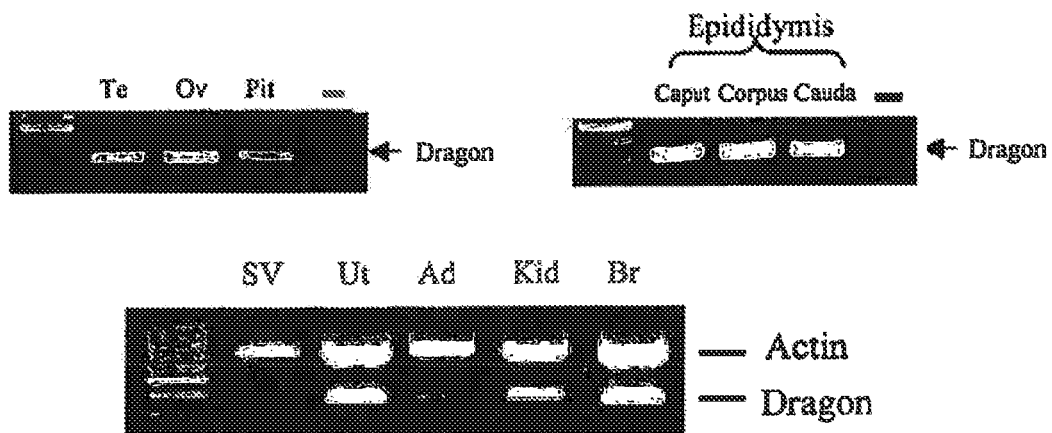 Epididymis
Te Ov Pit –
Caput Corpus Cauda –
Dragon
Dragon
SV Ut Ad Kid Br
Actin
Dragon